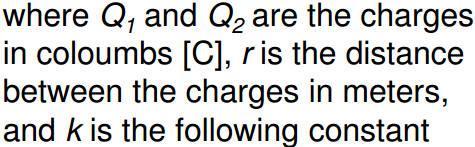 where Q₁ and Q₂ are the charges
in coloumbs [C], r is the distance
between the charges in meters,
and k is the following constant